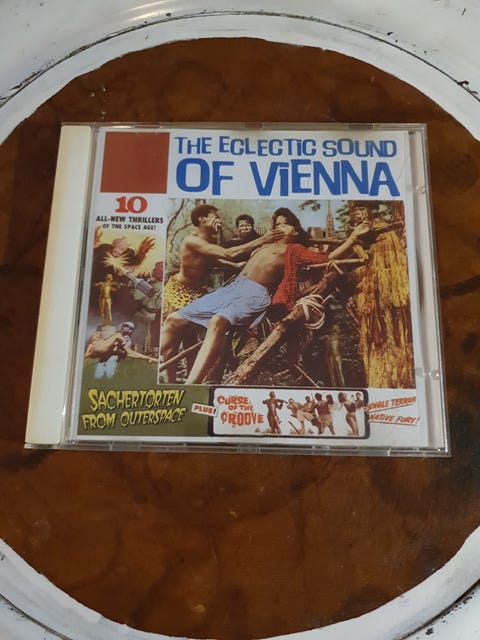 THE ECLECTIC SOUND
OF VIENNA
10
ALL-NEW THRILLERS
OF THE SPACE AGE!
SACHERTORTEN
FROM OUTERSPACE
PLUS!
CURSE
OF THE
GROOVE
JUNGLE TERROR
NATIVE FURY!